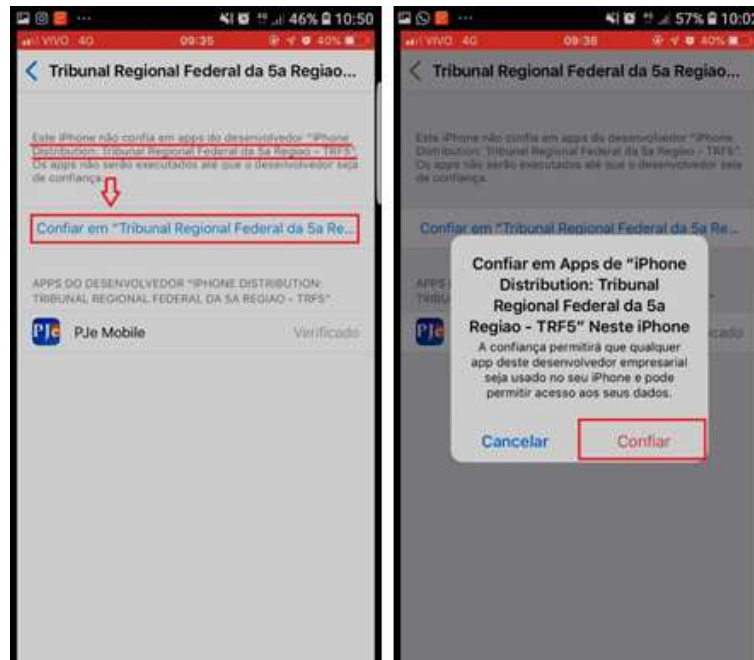 46% 10:50
VIVO 4G 09:35 40%
Tribunal Regional Federal da 5a Regiao...
Este iPhone não confia em apps do desenvolvedor "iPhone
Distribution: Tribunal Regional Federal da 5a Regiao - TRF5".
Os apps não serão executados até que o desenvolvedor seja
de confiança.
Confiar em "Tribunal Regional Federal da 5a Re...
APPS DO DESENVOLVEDOR "IPHONE DISTRIBUTION:
TRIBUNAL REGIONAL FEDERAL DA 5A REGIAO - TRF5"
PJe PJe Mobile Verificado
57% 10:02
VIVO 4G 09:36 40%
Tribunal Regional Federal da 5a Regiao...
Este iPhone não confia em apps do desenvolvedor "iPhone
Distribution: Tribunal Regional Federal da 5a Regiao - TRF5".
Os apps não serão executados até que o desenvolvedor seja
de confiança.
Confiar em "Tribunal Regional Federal da 5a Re...
APPS
PJe
Confiar em Apps de "iPhone
Distribution: Tribunal
Regional Federal da 5a
Regiao - TRF5" Neste iPhone
A confiança permitirá que qualquer
app deste desenvolvedor empresarial
seja usado no seu iPhone e pode
permitir acesso aos seus dados.
Cancelar Confiar